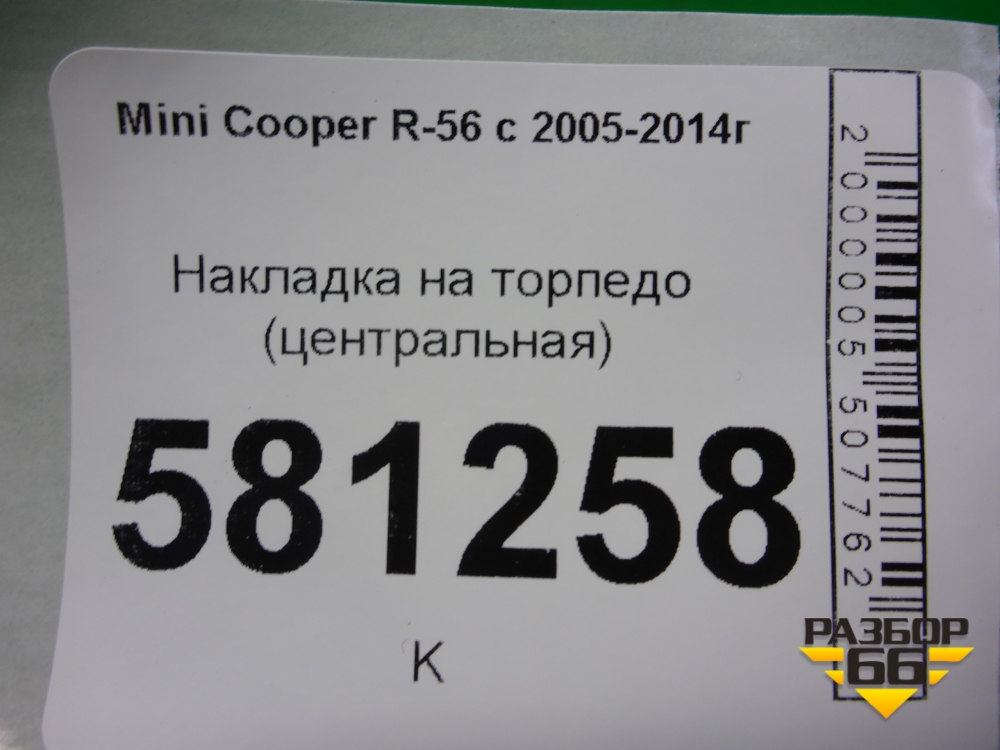 Mini Cooper R-56 с 2005-2014г
Накладка на торпедо
(центральная)
581258
К
2000005507762
РАЗБОР
66